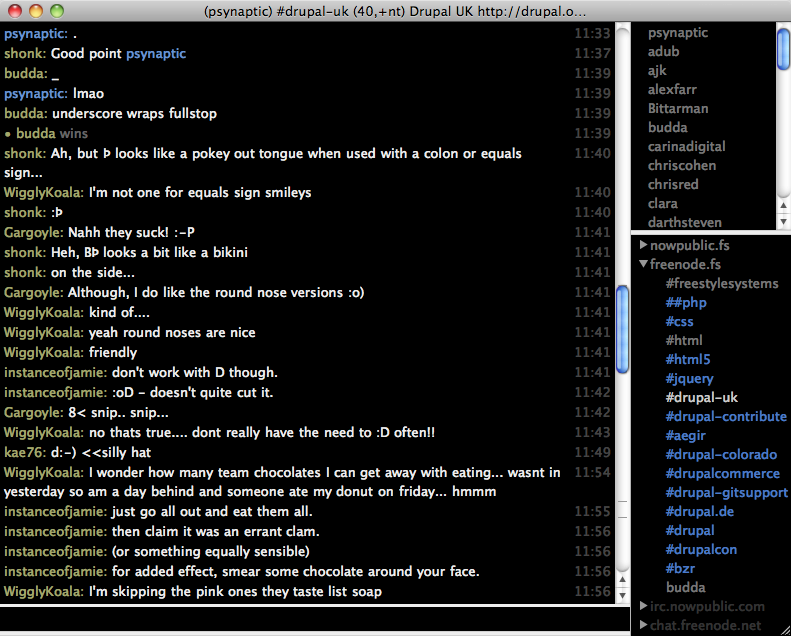 (psynaptic) #drupal-uk (40,+nt) Drupal UK http://drupal.o...
psynaptic: . 11:33
shonk: Good point psynaptic 11:37
budda: _ 11:39
psynaptic: lmao 11:39
budda: underscore wraps fullstop 11:39
• budda wins 11:39
shonk: Ah, but Þ looks like a pokey out tongue when used with a colon or equals 11:40
sign...
WigglyKoala: I'm not one for equals sign smileys 11:40
shonk: :Þ 11:40
Gargoyle: Nahh they suck! :-P 11:41
shonk: Heh, BÞ looks a bit like a bikini 11:41
shonk: on the side... 11:41
Gargoyle: Although, I do like the round nose versions :o) 11:41
WigglyKoala: kind of.... 11:41
WigglyKoala: yeah round noses are nice 11:41
WigglyKoala: friendly 11:41
instanceofjamie: don't work with D though. 11:41
instanceofjamie: :oD - doesn't quite cut it. 11:42
Gargoyle: 8< snip.. snip... 11:42
WigglyKoala: no thats true.... dont really have the need to :D often!! 11:43
kae76: d:-) <<silly hat 11:49
WigglyKoala: I wonder how many team chocolates I can get away with eating... wasnt in 11:54
yesterday so am a day behind and someone ate my donut on friday... hmmm
instanceofjamie: just go all out and eat them all. 11:55
instanceofjamie: then claim it was an errant clam. 11:56
instanceofjamie: (or something equally sensible) 11:56
instanceofjamie: for added effect, smear some chocolate around your face. 11:56
WigglyKoala: I'm skipping the pink ones they taste list soap 11:56
psynaptic
adub
ajk
alexfarr
Bittarman
budda
carinadigital
chriscohen
chrisred
clara
darthsteven
nowpublic.fs
freenode.fs
#freestylesystems
##php
#css
#html
#html5
#jquery
#drupal-uk
#drupal-contribute
#aegir
#drupal-colorado
#drupalcommerce
#drupal-gitsupport
#drupal.de
#drupal
#drupalcon
#bzr
budda
irc.nowpublic.com
chat.freenode.net